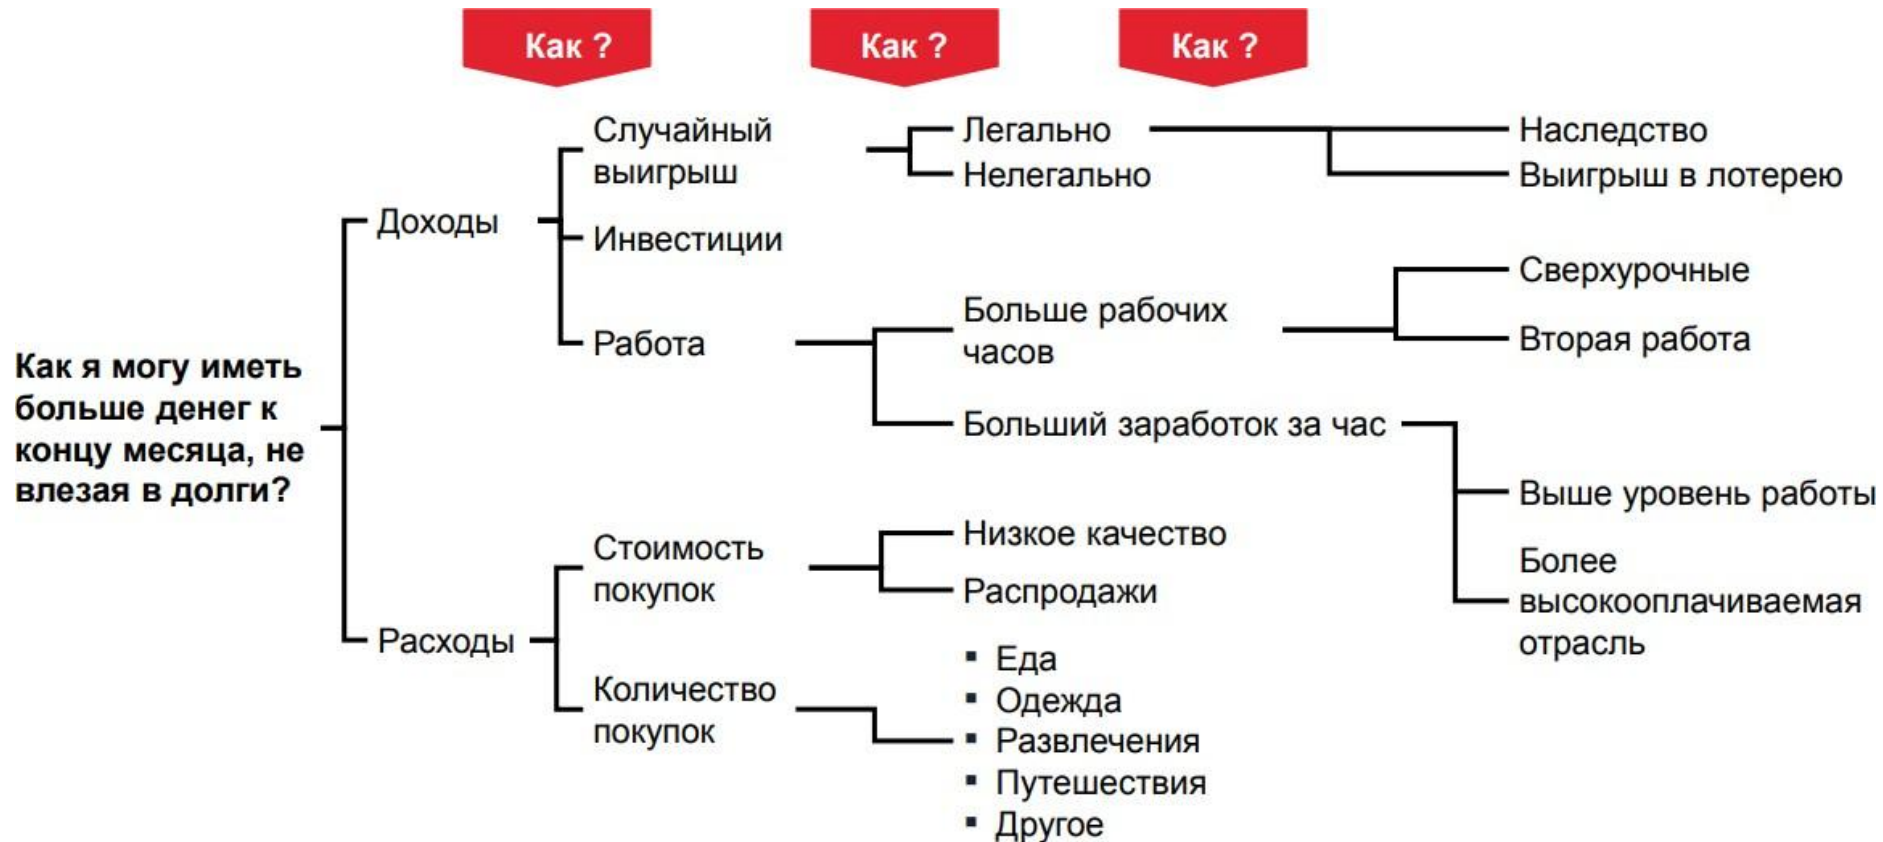 Как ?
Как ?
Как ?
Как я могу иметь
больше денег к
концу месяца, не
влезая в долги?
Доходы
Расходы
Случайный
выигрыш
Инвестиции
Работа
Стоимость
покупок
Количество
покупок
Легально
Нелегально
Больше рабочих
часов
Больший заработок за час
Низкое качество
Распродажи
▪ Еда
▪ Одежда
▪ Развлечения
▪ Путешествия
▪ Другое
Наследство
Выигрыш в лотерею
Сверхурочные
Вторая работа
Выше уровень работы
Более
высокооплачиваемая
отрасль